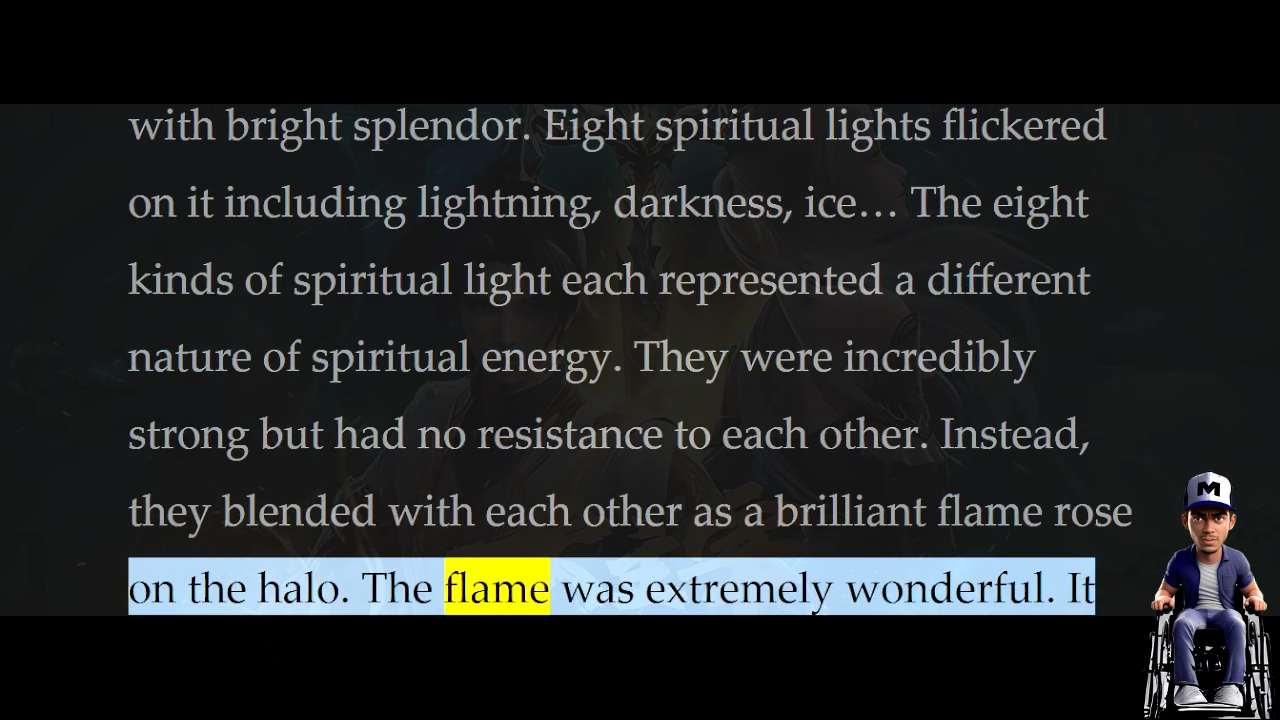 with bright splendor. Eight spiritual lights flickered
on it including lightning, darkness, ice… The eight
kinds of spiritual light each represented a different
nature of spiritual energy. They were incredibly
strong but had no resistance to each other. Instead,
they blended with each other as a brilliant flame rose
on the halo. The flame was extremely wonderful. It
M